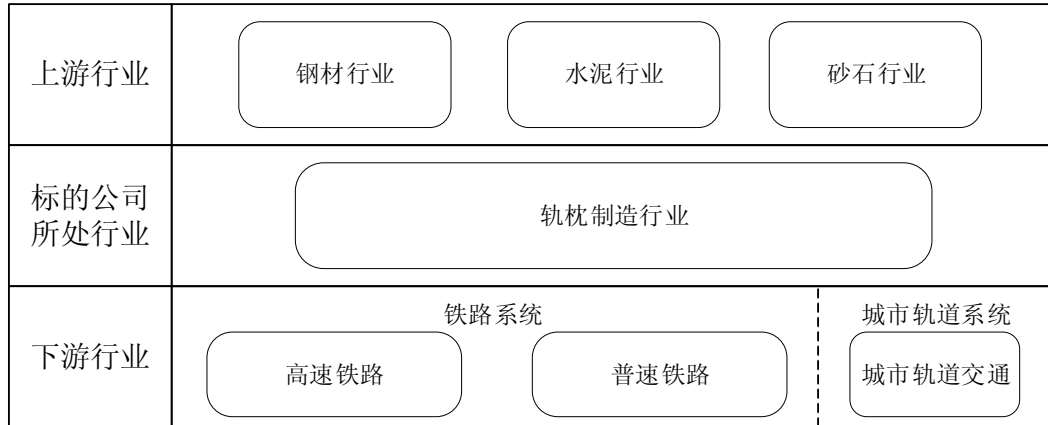 上游行业
钢材行业
水泥行业
砂石行业
标的公司
所处行业
轨枕制造行业
下游行业
铁路系统
高速铁路
普速铁路
城市轨道系统
城市轨道交通